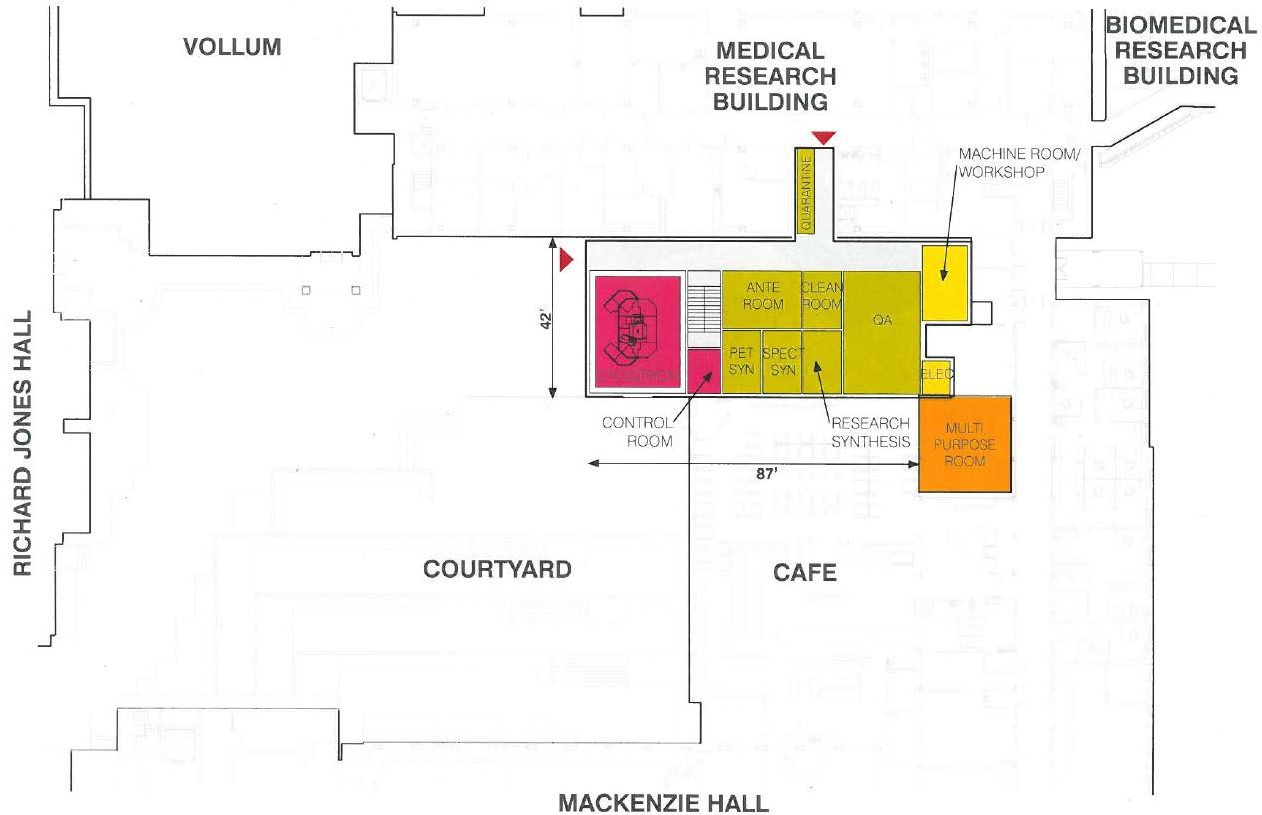 VOLLUM
MEDICAL
RESEARCH
BUILDING
BIOMEDICAL
RESEARCH
BUILDING
MACHINE ROOM/
WORKSHOP
QUARANTINE
42'
ANTE
ROOM
CLEAN
ROOM
QA
PET
SYN
SPECT
SYN
ELEC
CYCLOTRON
CONTROL
ROOM
RESEARCH
SYNTHESIS
MULTI
PURPOSE
ROOM
87'
RICHARD JONES HALL
COURTYARD
CAFE
MACKENZIE HALL